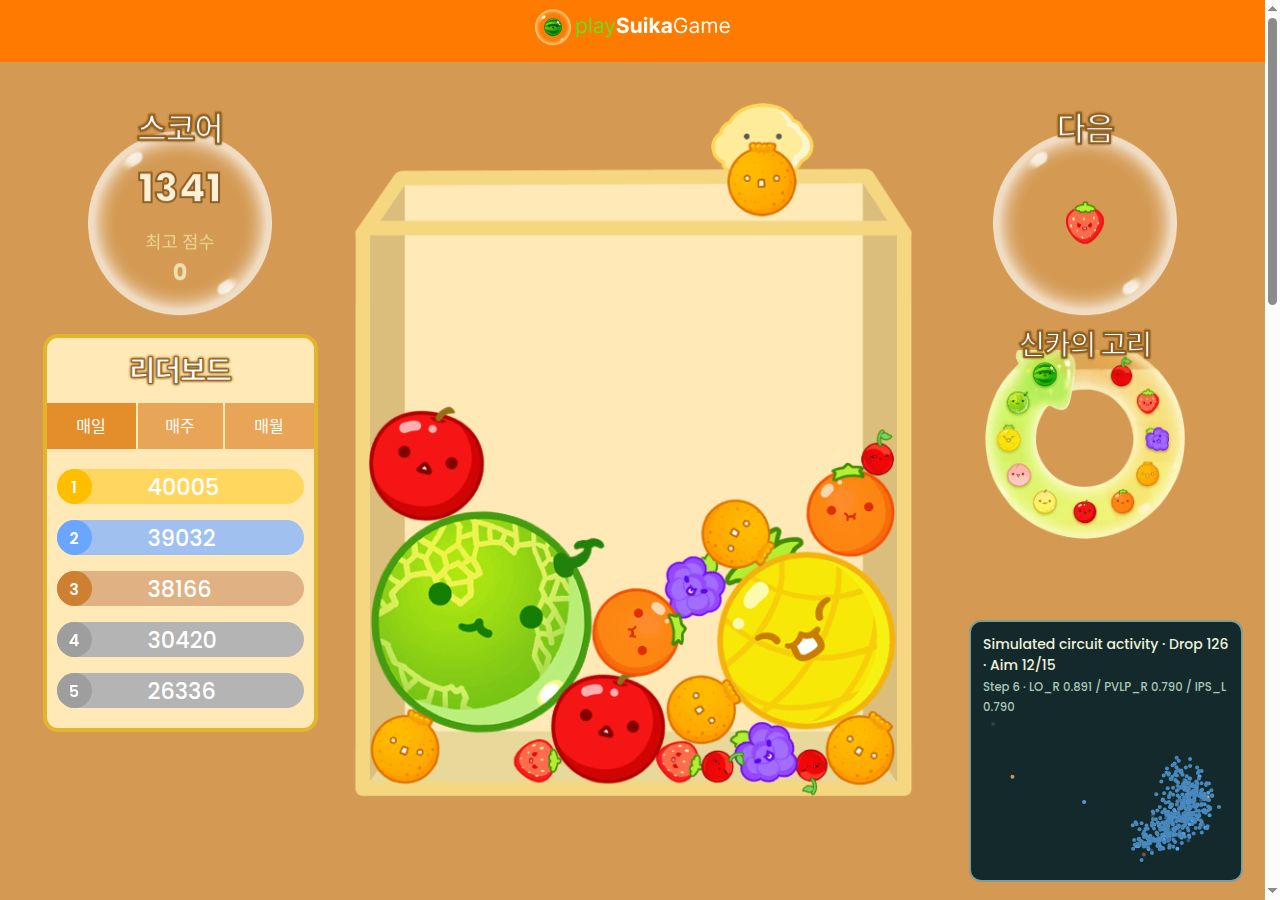 playSuikaGame
스코어
1341
최고 점수
0
다음
신카의 고리
리더보드
매일 매주 매월
1 40005
2 39032
3 38166
4 30420
5 26336
Simulated circuit activity · Drop 126
· Aim 12/15
Step 6 · LO_R 0.891 / PVLP_R 0.790 / IPS_L
0.790